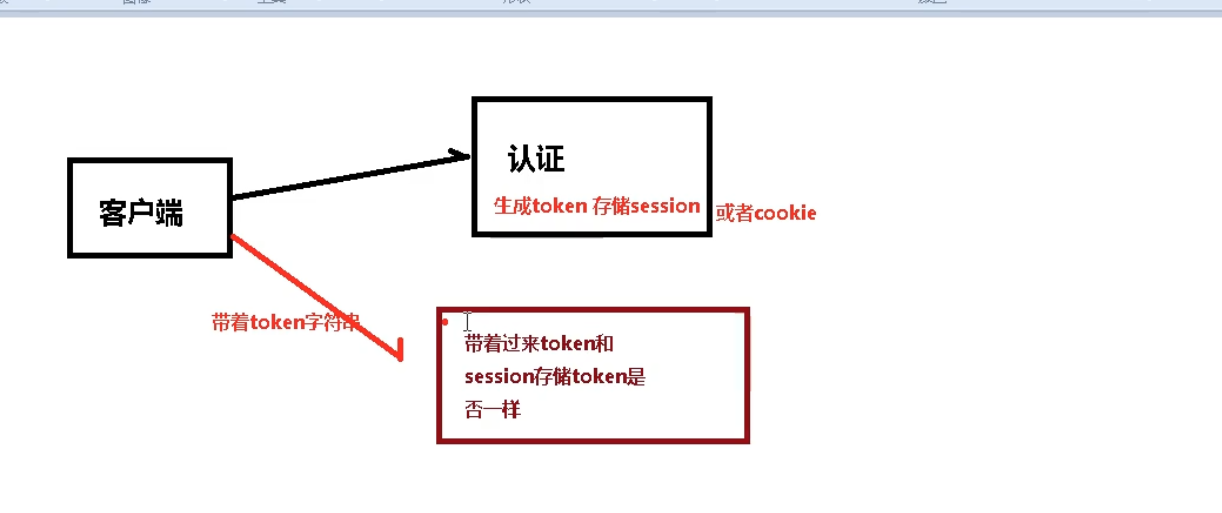 认证
生成token 存储session
或者cookie
客户端
带着token字符串
带着过来token和
session存储token是
否一样